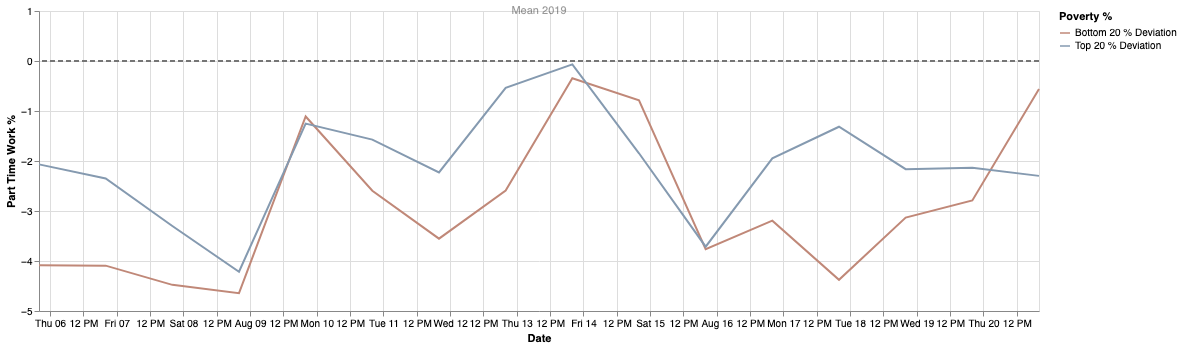 Mean 2019
1
0
−1
−2
−3
−4
−5
Part Time Work %
Thu 06 12 PM Fri 07 12 PM Sat 08 12 PM Aug 09 12 PM Mon 10 12 PM Tue 11 12 PM Wed 12 12 PM Thu 13 12 PM Fri 14 12 PM Sat 15 12 PM Aug 16 12 PM Mon 17 12 PM Tue 18 12 PM Wed 19 12 PM Thu 20 12 PM
Date
Poverty %
Bottom 20 % Deviation
Top 20 % Deviation